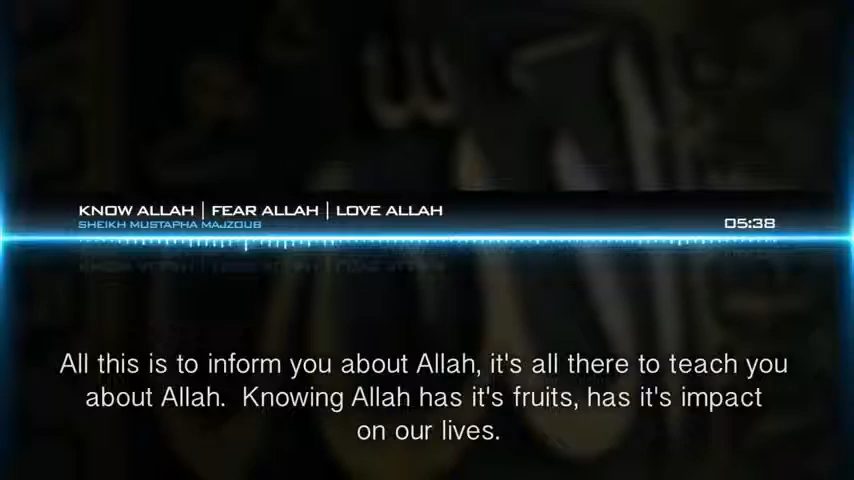 KNOW ALLAH | FEAR ALLAH | LOVE ALLAH
SHEIKH MUSTAPHA MAJZOUB
05:38
All this is to inform you about Allah, it's all there to teach you
about Allah.  Knowing Allah has it's fruits, has it's impact
on our lives.